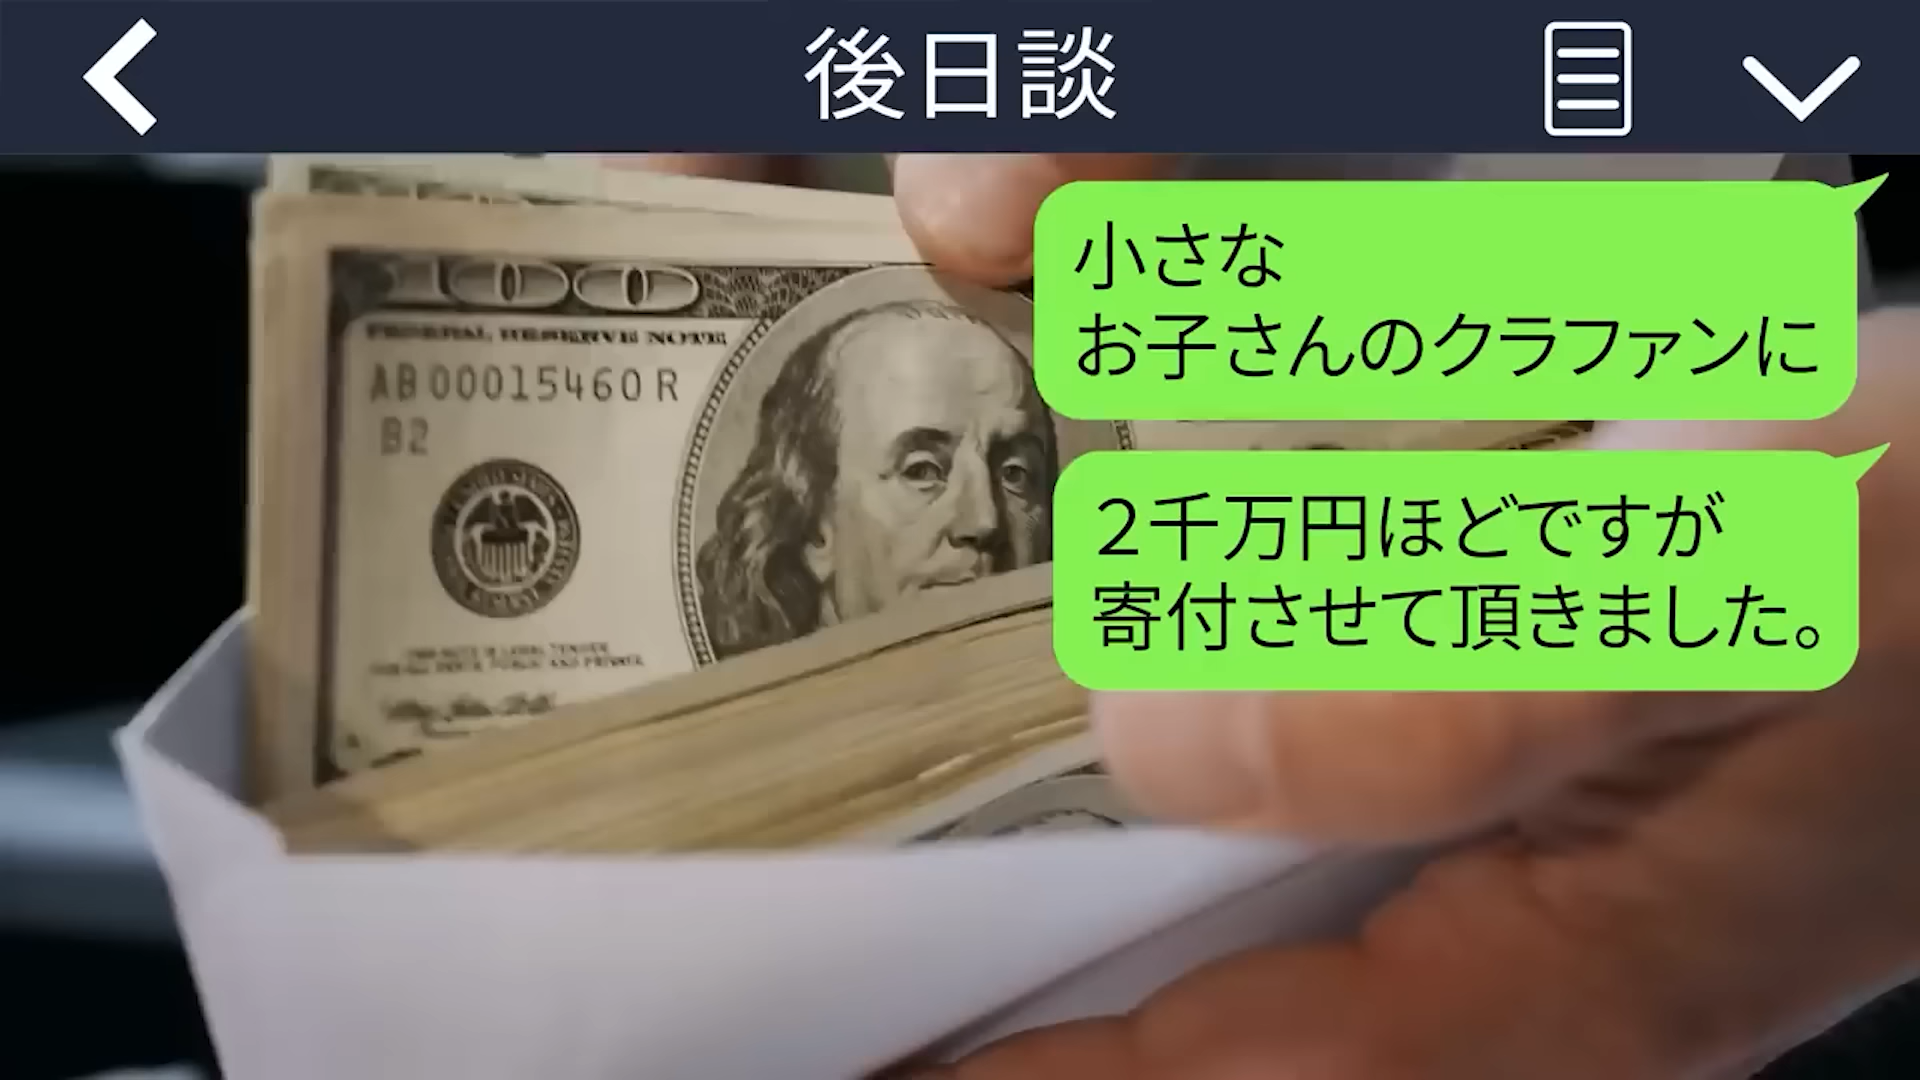 後日談
小さな
お子さんのクラファンに
２千万円ほどですが
寄付させて頂きました。
100
FEDERAL RESERVE NOTE
AB 00015460 R
B2